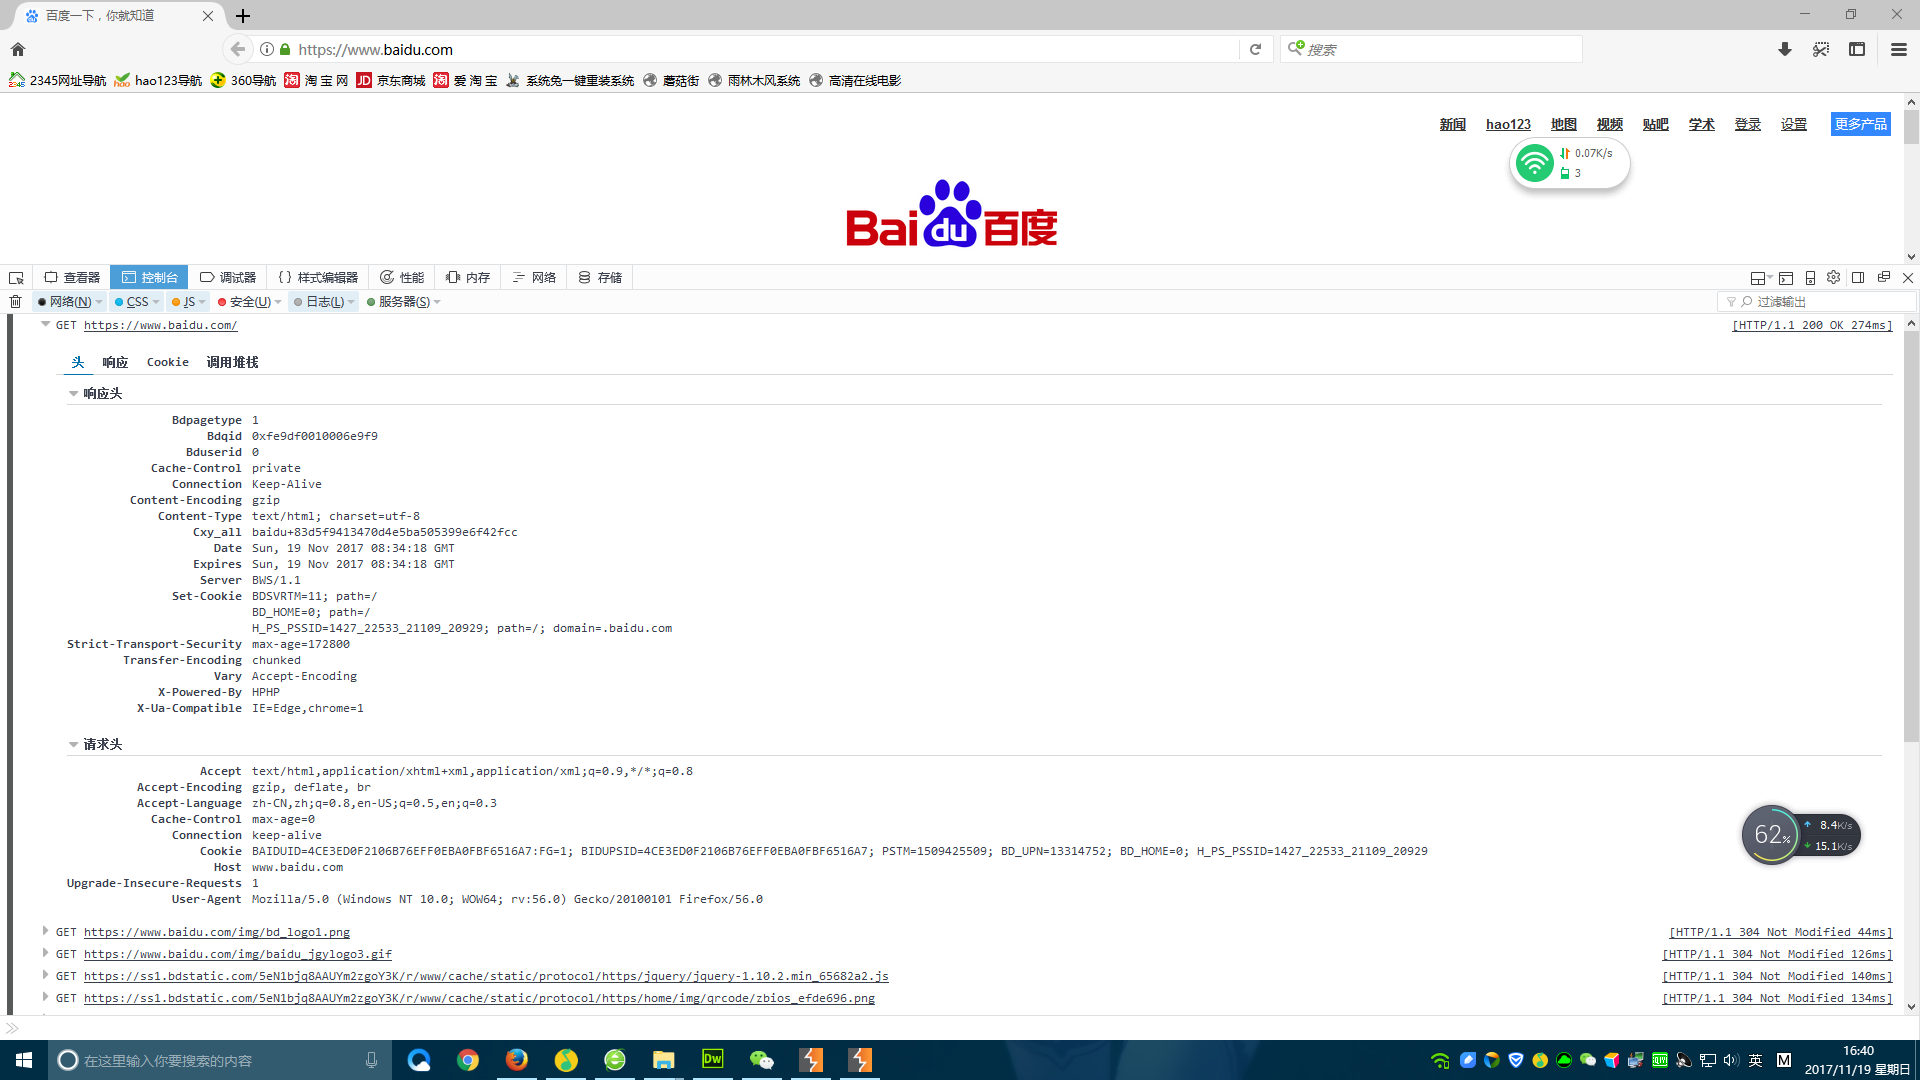 百度一下，你就知道
https://www.baidu.com
搜索
2345网址导航 hao123导航 360导航 淘 宝 网 京东商城 爱 淘 宝 系统兔一键重装系统 蘑菇街 雨林木风系统 高清在线电影
新闻 hao123 地图 视频 贴吧 学术 登录 设置 更多产品
0.07K/s
3
Bai du 百度
查看器 控制台 调试器 样式编辑器 性能 内存 网络 存储
网络(N) CSS JS 安全(U) 日志(L) 服务器(S) 过滤输出
GET https://www.baidu.com/ [HTTP/1.1 200 OK 274ms]
头 响应 Cookie 调用堆栈
响应头
Bdpagetype 1
Bdqid 0xfe9df0010006e9f9
Bduserid 0
Cache-Control private
Connection Keep-Alive
Content-Encoding gzip
Content-Type text/html; charset=utf-8
Cxy_all baidu+83d5f9413470d4e5ba505399e6f42fcc
Date Sun, 19 Nov 2017 08:34:18 GMT
Expires Sun, 19 Nov 2017 08:34:18 GMT
Server BWS/1.1
Set-Cookie BDSVRTM=11; path=/
BD_HOME=0; path=/
H_PS_PSSID=1427_22533_21109_20929; path=/; domain=.baidu.com
Strict-Transport-Security max-age=172800
Transfer-Encoding chunked
Vary Accept-Encoding
X-Powered-By HPHP
X-Ua-Compatible IE=Edge,chrome=1
请求头
Accept text/html,application/xhtml+xml,application/xml;q=0.9,*/*;q=0.8
Accept-Encoding gzip, deflate, br
Accept-Language zh-CN,zh;q=0.8,en-US;q=0.5,en;q=0.3
Cache-Control max-age=0
Connection keep-alive
Cookie BAIDUID=4CE3ED0F2106B76EFF0EBA0FBF6516A7:FG=1; BIDUPSID=4CE3ED0F2106B76EFF0EBA0FBF6516A7; PSTM=1509425509; BD_UPN=13314752; BD_HOME=0; H_PS_PSSID=1427_22533_21109_20929
Host www.baidu.com
Upgrade-Insecure-Requests 1
User-Agent Mozilla/5.0 (Windows NT 10.0; WOW64; rv:56.0) Gecko/20100101 Firefox/56.0
62% 8.4K/s
15.1K/s
GET https://www.baidu.com/img/bd_logo1.png [HTTP/1.1 304 Not Modified 44ms]
GET https://www.baidu.com/img/baidu_jgylogo3.gif [HTTP/1.1 304 Not Modified 126ms]
GET https://ss1.bdstatic.com/5eN1bjq8AAUYm2zgoY3K/r/www/cache/static/protocol/https/jquery/jquery-1.10.2.min_65682a2.js [HTTP/1.1 304 Not Modified 140ms]
GET https://ss1.bdstatic.com/5eN1bjq8AAUYm2zgoY3K/r/www/cache/static/protocol/https/home/img/qrcode/zbios_efde696.png [HTTP/1.1 304 Not Modified 134ms]
在这里输入你要搜索的内容
Dw
英 M
16:40
2017/11/19 星期日